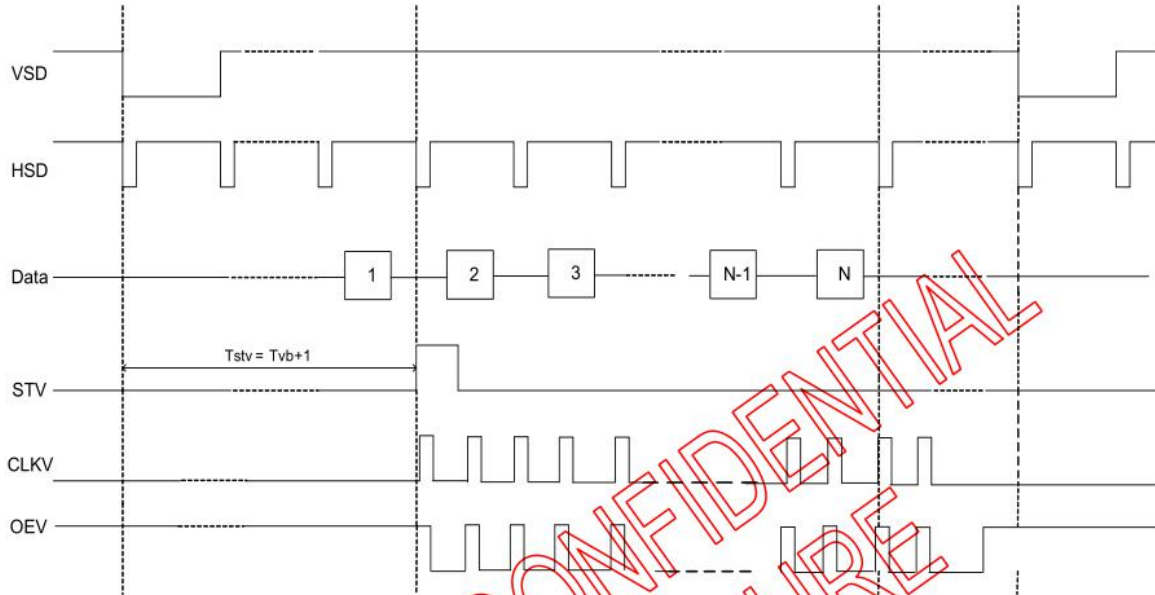 VSD
HSD
Data
1
2
3
N-1
N
Tstv = Tvb+1
STV
CLKV
OEV
CONFIDENTIAL